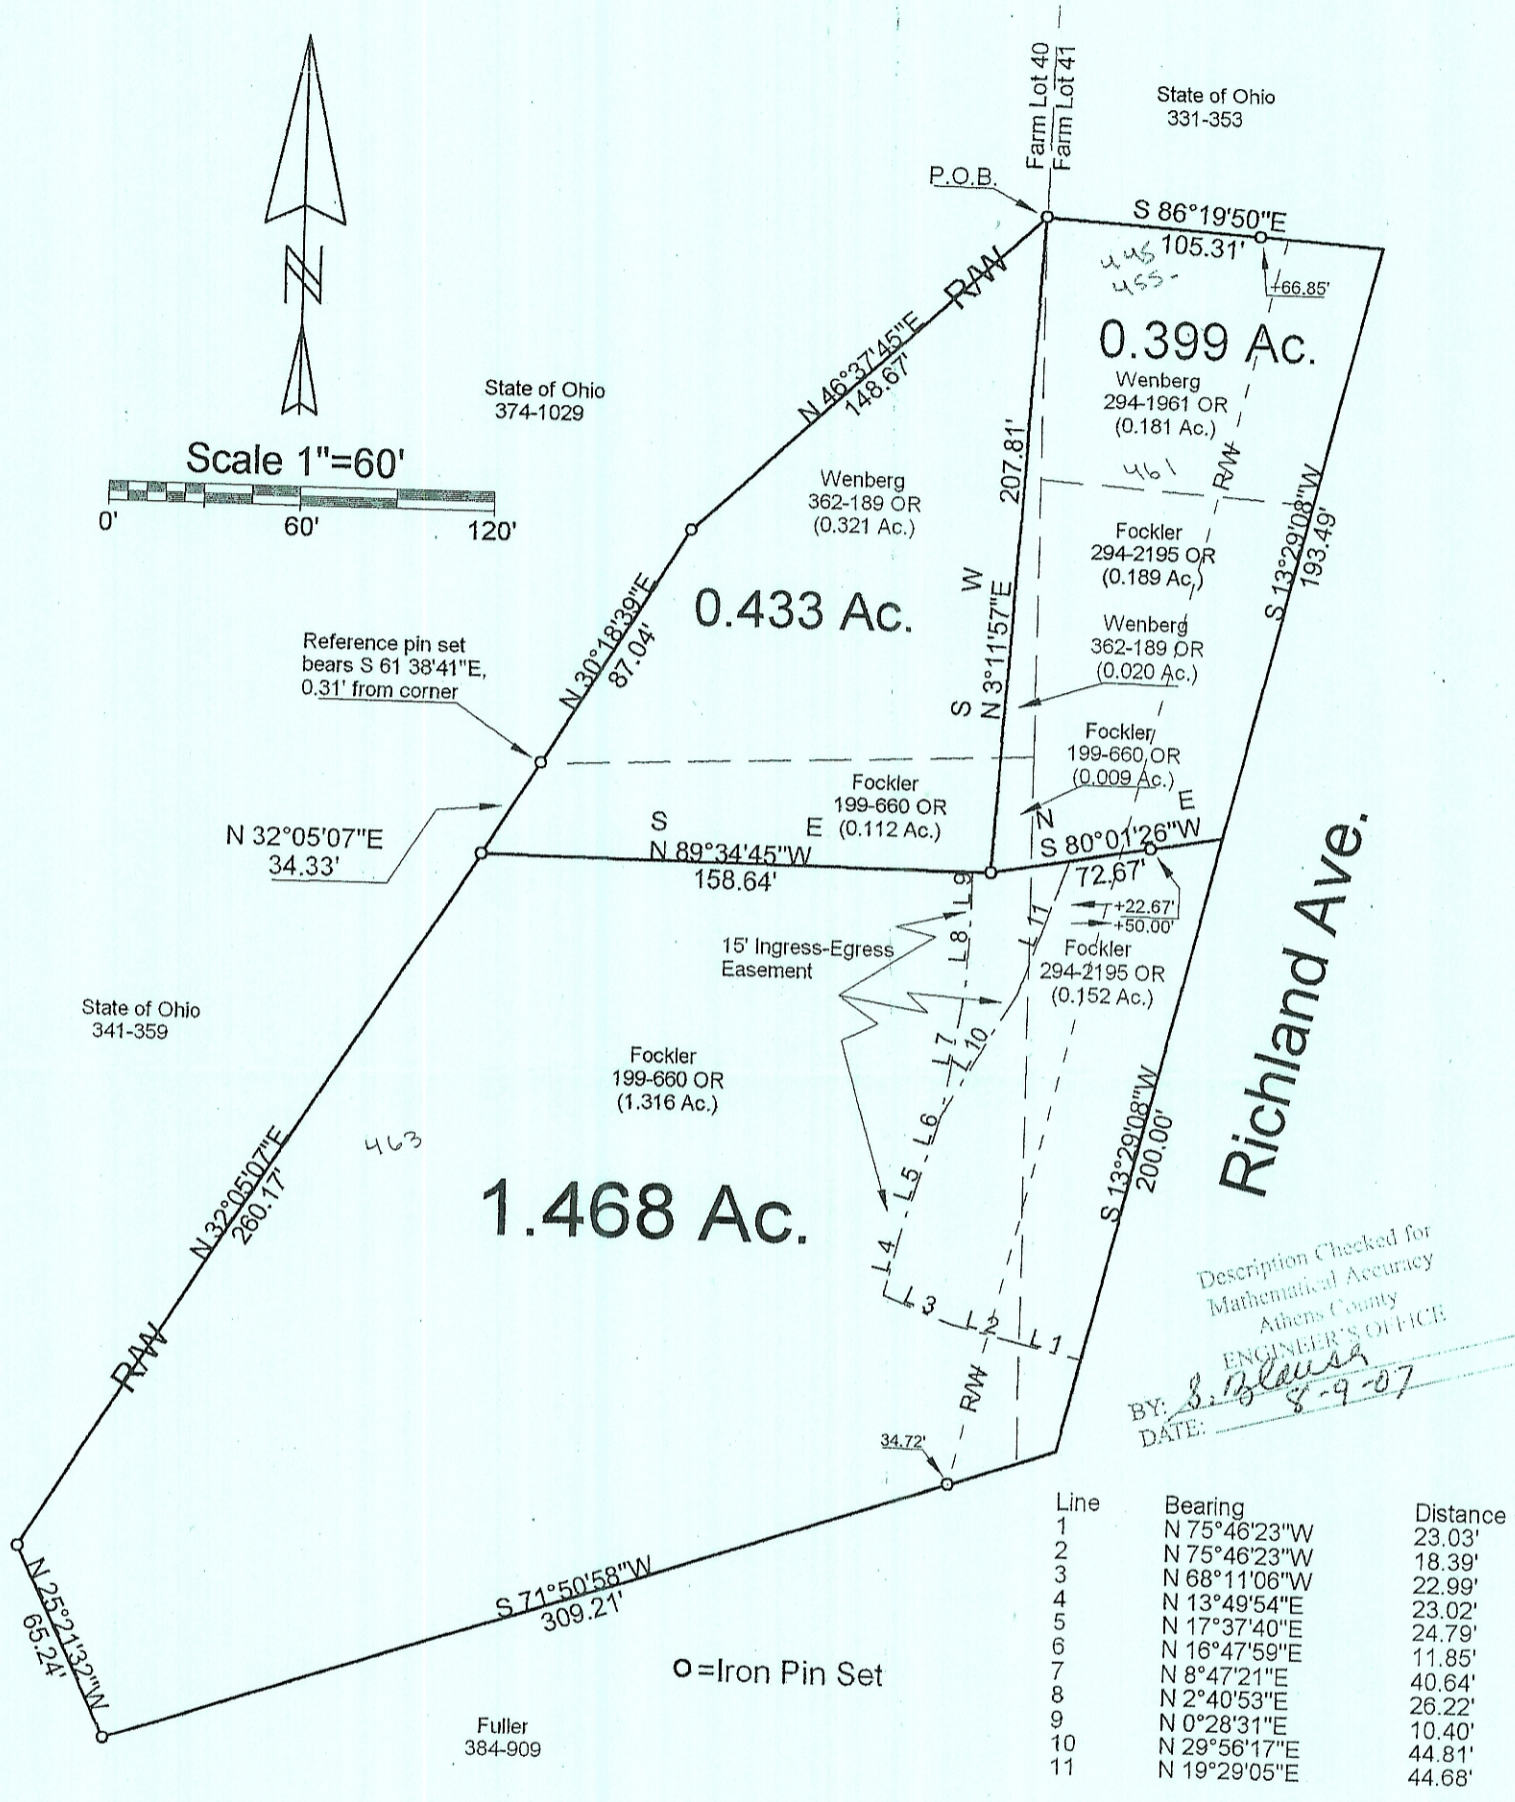 Farm Lot 40
Farm Lot 41
State of Ohio
331-353
P.O.B.
S 86°19'50"E
105.31'
445
455-
+66.85'
R/W
0.399 Ac.
N 46°37'45"E
148.67'
Wenberg
294-1961 OR
(0.181 Ac.)
State of Ohio
374-1029
N
Scale 1"=60'
0'
60'
120'
461
R/W
Wenberg
362-189 OR
(0.321 Ac.)
207.81'
S 13°29'08"W
193.49'
Fockler
294-2195 OR
(0.189 Ac,)
0.433 Ac.
W
S
N 3°11'57"E
Wenberg
362-189 OR
(0.020 Ac.)
N 30°18'39"E
87.04'
Reference pin set
bears S 61 38'41"E,
0.31' from corner
Fockler
199-660 OR
(0.009 Ac.)
Fockler
199-660 OR
(0.112 Ac.)
N 32°05'07"E
34.33'
S
E
N 89°34'45"W
158.64'
N
E
S 80°01'26"W
72.67'
+22.67'
+50.00'
L 9
L 8
L 11
15' Ingress-Egress
Easement
Fockler
294-2195 OR
(0.152 Ac.)
Richland Ave.
State of Ohio
341-359
L 7
L 10
Fockler
199-660 OR
(1.316 Ac.)
463
N 32°05'07"E
260.17'
L 6
L 5
L 4
L 3
L 2
L 1
S 13°29'08"W
200.00'
1.468 Ac.
R/W
R/W
34.72'
Description Checked for
Mathematical Accuracy
Athens County
ENGINEER'S OFFICE
BY: S.
DATE: 8-9-07
N 25°21'32"W
65.24'
S 71°50'58"W
309.21'
O=Iron Pin Set
Fuller
384-909
Line Bearing Distance
1 N 75°46'23"W 23.03'
2 N 75°46'23"W 18.39'
3 N 68°11'06"W 22.99'
4 N 13°49'54"E 23.02'
5 N 17°37'40"E 24.79'
6 N 16°47'59"E 11.85'
7 N 8°47'21"E 40.64'
8 N 2°40'53"E 26.22'
9 N 0°28'31"E 10.40'
10 N 29°56'17"E 44.81'
11 N 19°29'05"E 44.68'